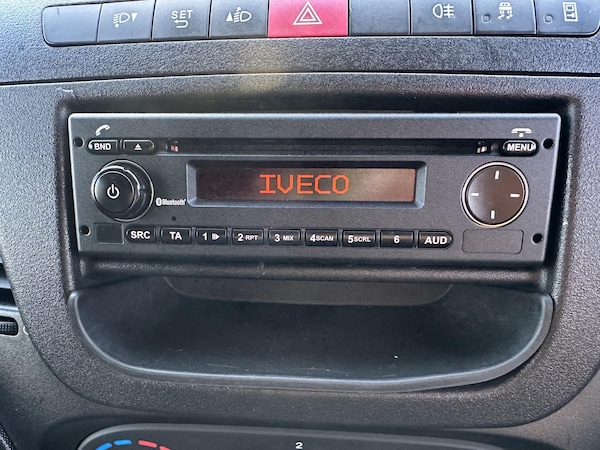 SET
BND
MENU
IVECO
Bluetooth
SRC TA 1 2 RPT 3 MIX 4 SCAN 5 SCRL 6 AUD
2